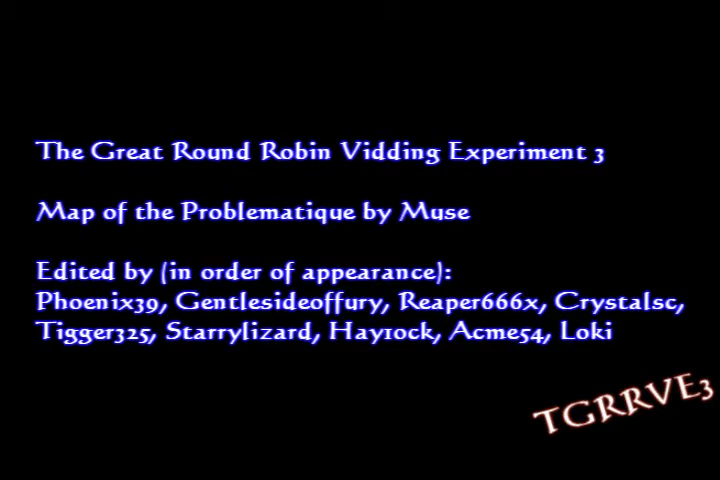 The Great Round Robin Vidding Experiment 3
Map of the Problematique by Muse
Edited by (in order of appearance):
Phoenix39, Gentlesideoffury, Reaper666x, Crystalsc,
Tigger325, Starrylizard, Hay1ock, Acme54, Loki
TGRRVE3